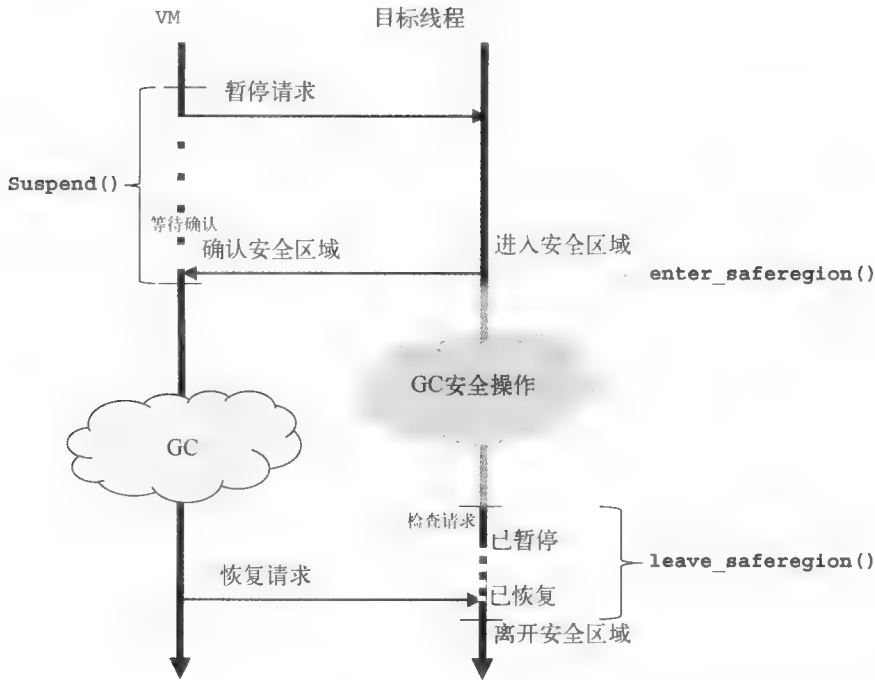 VM
目标线程
暂停请求
Suspend()
等待确认
确认安全区域
进入安全区域
enter_saferegion()
GC安全操作
GC
检查请求
已暂停
leave_saferegion()
恢复请求
已恢复
离开安全区域